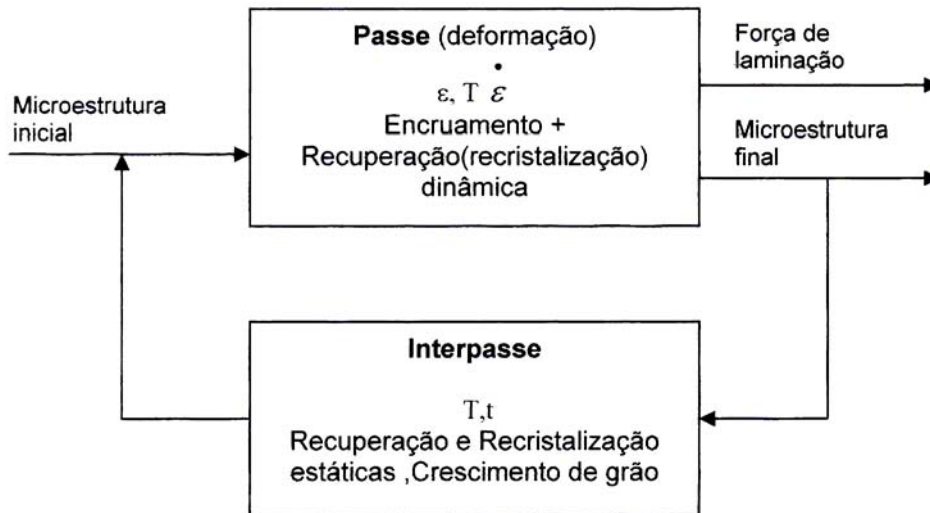 Passe (deformação)
ε, T ε̇
Encruamento +
Recuperação(recristalização)
dinâmica
Força de
laminação
Microestrutura
inicial
Microestrutura
final
Interpasse
T,t
Recuperação e Recristalização
estáticas ,Crescimento de grão